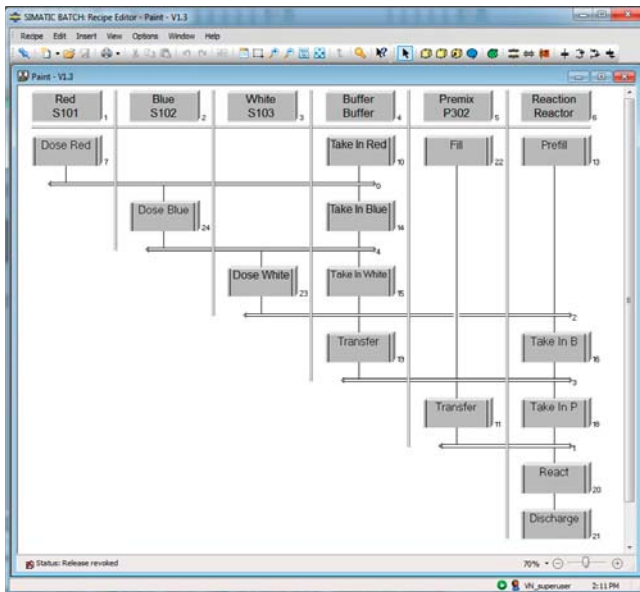 SIMATIC BATCH: Recipe Editor - Paint - V1.3
Recipe Edit Insert View Options Window Help
Paint - V1.3
Red Blue White Buffer Premix Reaction
S101 S102 S103 Buffer P302 Reactor
1 2 3 4 5 6
Dose Red Take In Red Fill Prefill
7 10 22 13
0
Dose Blue Take In Blue
24 14
4
Dose White Take In White
23 15
2
Transfer Take In B
19 16
3
Transfer Take In P
11 18
1
React
20
Discharge
21
Status: Release revoked 70%
VN_superuser 2:11 PM